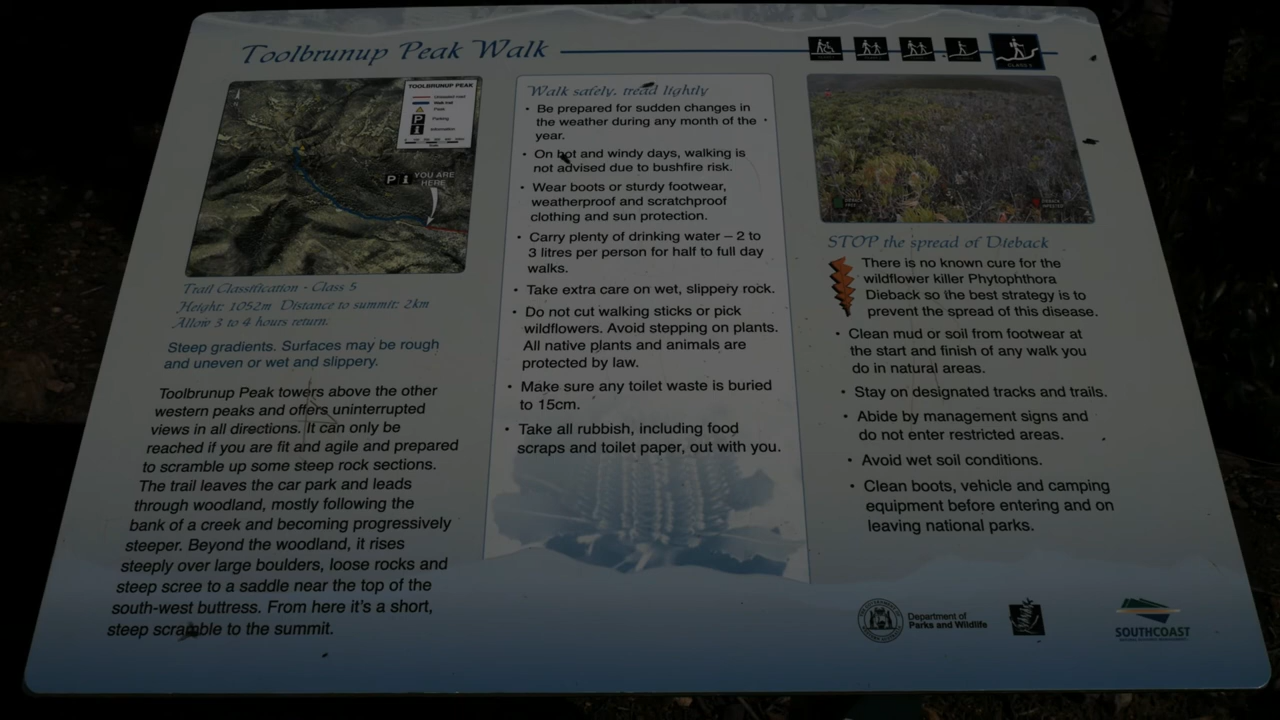 Toolbrunup Peak Walk
CLASS 5
TOOLBRUNUP PEAK
Unsealed road
Walk trail
Peak
P Parking
i Information
P i YOU ARE
HERE
Trail Classification - Class 5
Height: 1052m Distance to summit: 2km
Allow 3 to 4 hours return.
Steep gradients. Surfaces may be rough
and uneven or wet and slippery.
Toolbrunup Peak towers above the other
western peaks and offers uninterrupted
views in all directions. It can only be
reached if you are fit and agile and prepared
to scramble up some steep rock sections.
The trail leaves the car park and leads
through woodland, mostly following the
bank of a creek and becoming progressively
steeper. Beyond the woodland, it rises
steeply over large boulders, loose rocks and
steep scree to a saddle near the top of the
south-west buttress. From here it's a short,
steep scramble to the summit.
Walk safely, tread lightly
• Be prepared for sudden changes in
the weather during any month of the
year.
• On hot and windy days, walking is
not advised due to bushfire risk.
• Wear boots or sturdy footwear,
weatherproof and scratchproof
clothing and sun protection.
• Carry plenty of drinking water – 2 to
3 litres per person for half to full day
walks.
• Take extra care on wet, slippery rock.
• Do not cut walking sticks or pick
wildflowers. Avoid stepping on plants.
All native plants and animals are
protected by law.
• Make sure any toilet waste is buried
to 15cm.
• Take all rubbish, including food
scraps and toilet paper, out with you.
DIEBACK
FREE
DIEBACK
INFESTED
STOP the spread of Dieback
There is no known cure for the
wildflower killer Phytophthora
Dieback so the best strategy is to
prevent the spread of this disease.
• Clean mud or soil from footwear at
the start and finish of any walk you
do in natural areas.
• Stay on designated tracks and trails.
• Abide by management signs and
do not enter restricted areas.
• Avoid wet soil conditions.
• Clean boots, vehicle and camping
equipment before entering and on
leaving national parks.
Department of
Parks and Wildlife
SOUTHCOAST